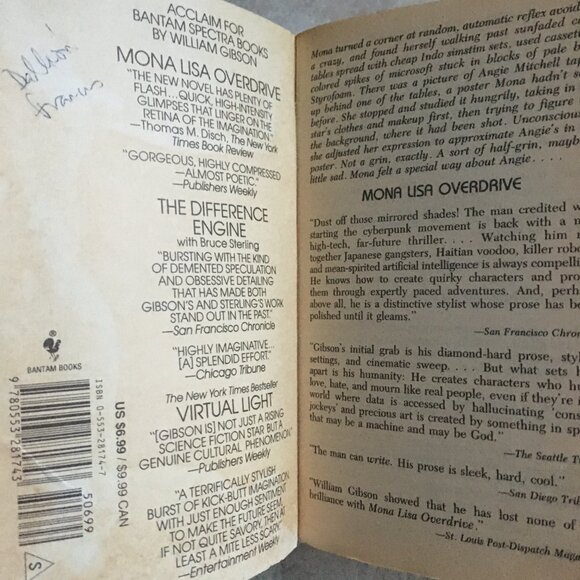 Francis
ACCLAIM FOR
BANTAM SPECTRA BOOKS
BY WILLIAM GIBSON
MONA LISA OVERDRIVE
"THE NEW NOVEL HAS PLENTY OF
FLASH... QUICK, HIGH-INTENSITY
GLIMPSES THAT LINGER ON THE
RETINA OF THE IMAGINATION."
—Thomas M. Disch, The New York
Times Book Review
"GORGEOUS, HIGHLY COMPRESSED
—ALMOST POETIC."
—Publishers Weekly
THE DIFFERENCE
ENGINE
with Bruce Sterling
"BURSTING WITH THE KIND
OF DEMENTED SPECULATION
AND OBSESSIVE DETAILING
THAT HAS MADE BOTH
GIBSON'S AND STERLING'S WORK
STAND OUT IN THE PAST."
—San Francisco Chronicle
"HIGHLY IMAGINATIVE...
[A] SPLENDID EFFORT."
—Chicago Tribune
The New York Times Bestseller
VIRTUAL LIGHT
"[GIBSON IS] NOT JUST A RISING
SCIENCE FICTION STAR BUT A
GENUINE CULTURAL PHENOMENON."
—Publishers Weekly
"A TERRIFICALLY STYLISH
BURST OF KICK-BUTT IMAGINATION
WITH JUST ENOUGH SENTIMENT
TO MAKE THE FUTURE SEEM,
IF NOT QUITE SAVORY, THEN AT
LEAST A MITE LESS SCARY."
—Entertainment Weekly
BANTAM BOOKS
ISBN 0-553-28174-7
9 780553 281743
US $6.99 / $9.99 CAN
50699
S
Mona turned a corner at random, automatic reflex avoid
a crazy, and found herself walking past sunfaded
tables spread with cheap Indo simstim sets, used casset
colored spikes of microsoft stuck in blocks of pale
Styrofoam. There was a picture of Angie Mitchell tap
up behind one of the tables, a poster Mona hadn't
before. She stopped and studied it hungrily, taking in
star's clothes and makeup first, then trying to figure
the background, where it had been shot. Unconscious
she adjusted her expression to approximate Angie's in
poster. Not a grin, exactly. A sort of half-grin, mayb
little sad. Mona felt a special way about Angie. . . .
MONA LISA OVERDRIVE
"Dust off those mirrored shades! The man credited w
starting the cyberpunk movement is back with a
high-tech, far-future thriller. . . . Watching him
together Japanese gangsters, Haitian voodoo, killer robo
and mean-spirited artificial intelligence is always compelli
He knows how to create quirky characters and pro
them through expertly paced adventures. And, perh
above all, he is a distinctive stylist whose prose has be
polished until it gleams."
—San Francisco Chron
"Gibson's initial grab is his diamond-hard prose, styl
settings, and cinematic sweep. . . . But what sets h
apart is his humanity: He creates characters who hu
love, hate, and mourn like real people, even if they're
world where data is accessed by hallucinating 'cons
jockeys' and precious art is created by something in sp
that may be a machine and may be God."
—The Seattle Ti
"The man can write. His prose is sleek, hard, cool."
—San Diego Tri
"William Gibson showed that he has lost none of
brilliance with Mona Lisa Overdrive."
—St. Louis Post-Dispatch Maga